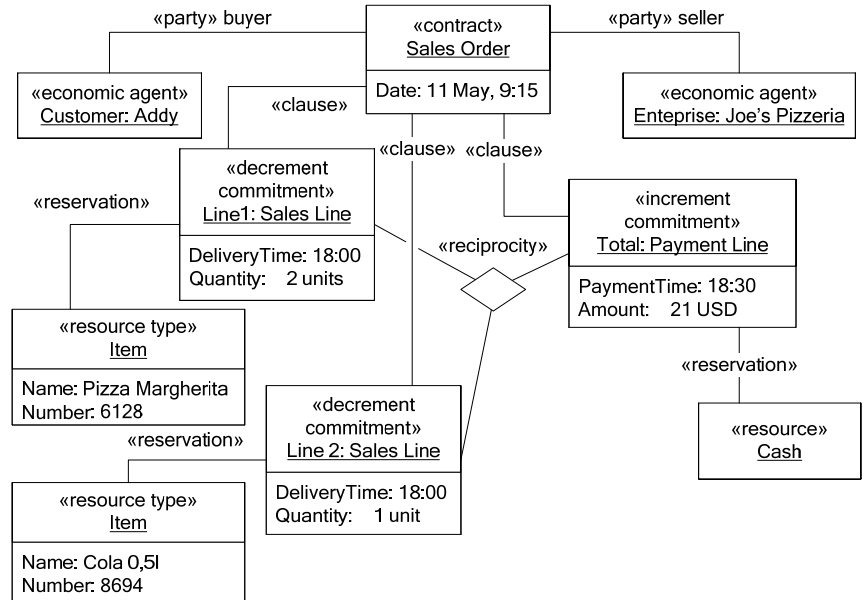 «party» buyer
«contract»
Sales Order
Date: 11 May, 9:15
«party» seller
«economic agent»
Customer: Addy
«economic agent»
Enteprise: Joe's Pizzeria
«clause»
«clause»
«clause»
«decrement
commitment»
Line1: Sales Line
DeliveryTime: 18:00
Quantity: 2 units
«reservation»
«reciprocity»
«increment
commitment»
Total: Payment Line
PaymentTime: 18:30
Amount: 21 USD
«resource type»
Item
Name: Pizza Margherita
Number: 6128
«reservation»
«resource»
Cash
«decrement
commitment»
Line 2: Sales Line
DeliveryTime: 18:00
Quantity: 1 unit
«reservation»
«resource type»
Item
Name: Cola 0,5l
Number: 8694